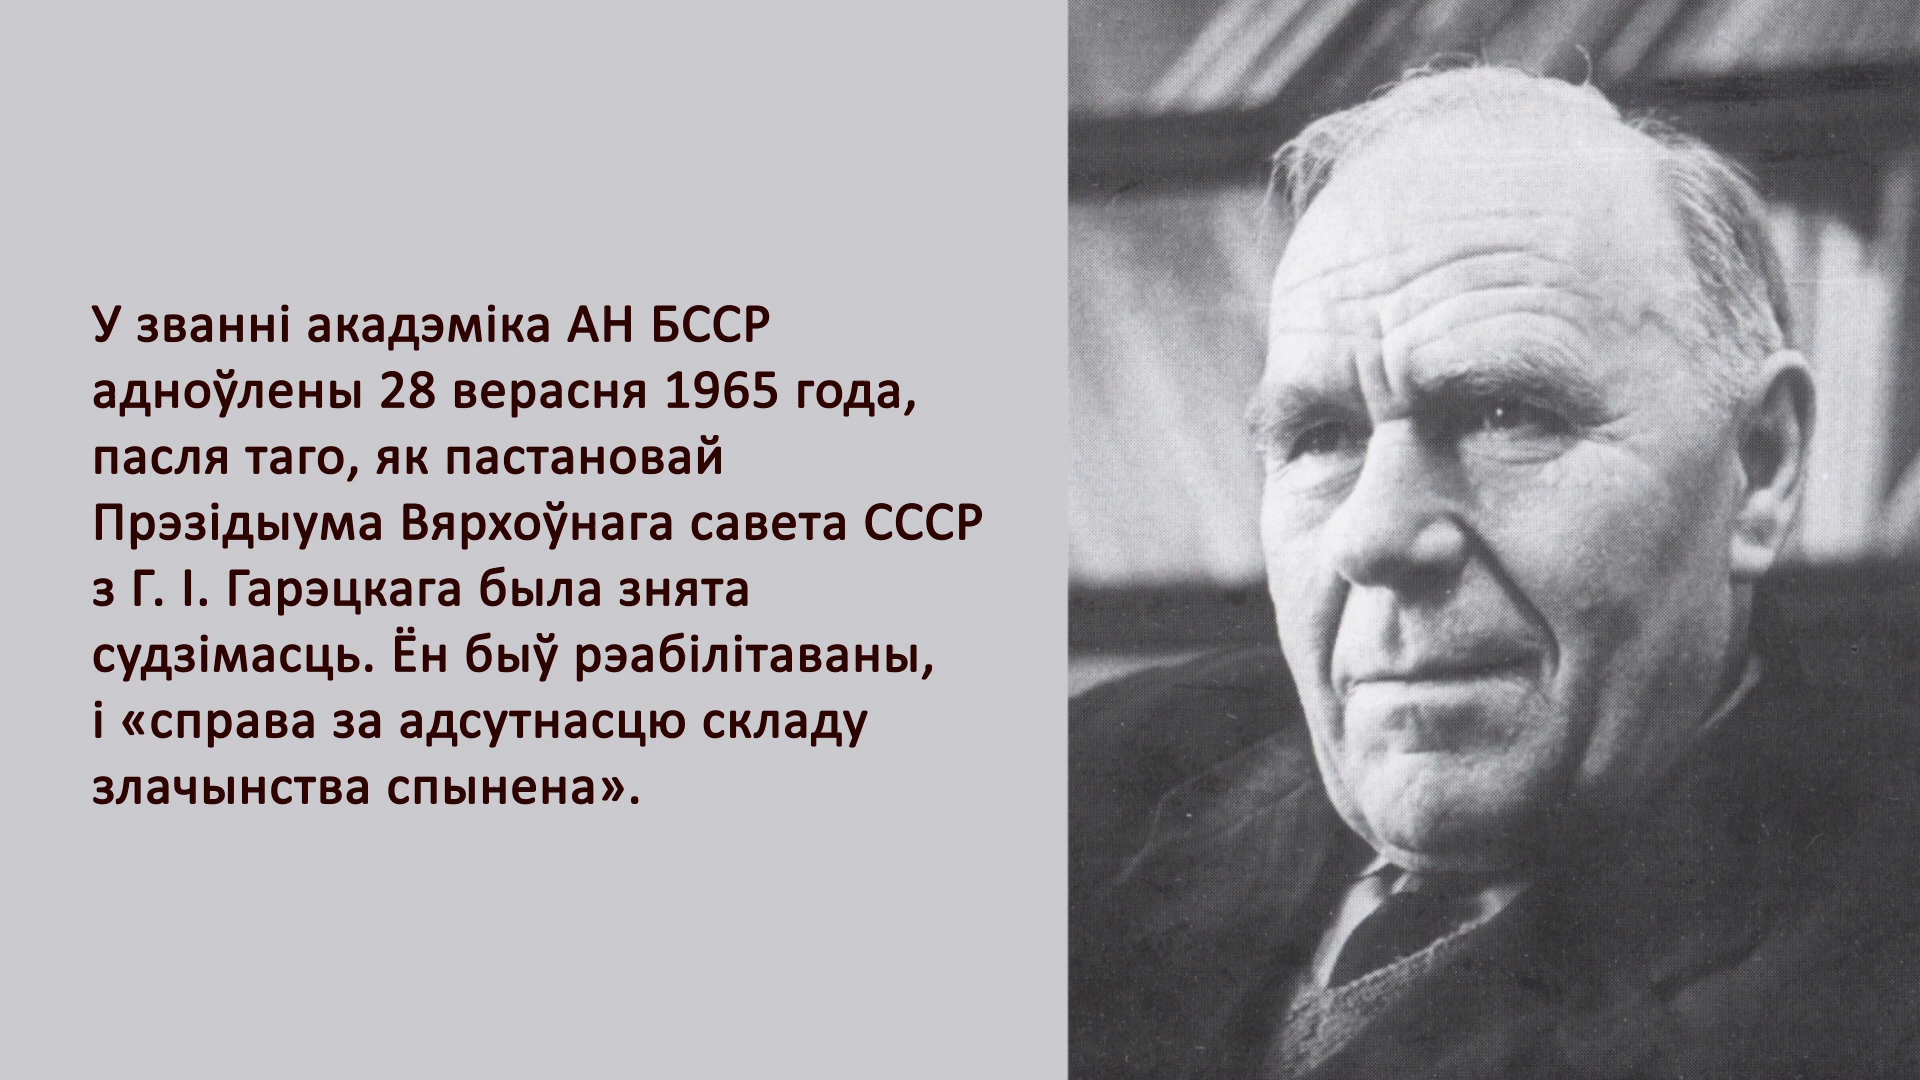 У званні акадэміка АН БССР
адноўлены 28 верасня 1965 года,
пасля таго, як пастановай
Прэзідыума Вярхоўнага савета СССР
з Г. І. Гарэцкага была знята
судзімасць. Ён быў рэабілітаваны,
і «справа за адсутнасцю складу
злачынства спынена».